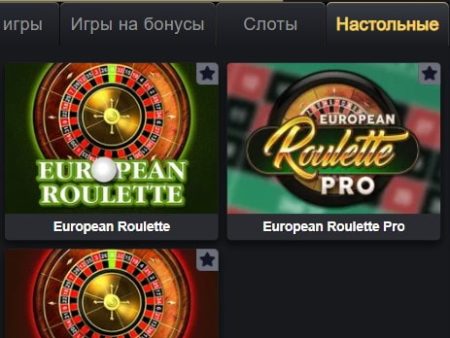 игры
Игры на бонусы
Слоты
Настольные
EUROPEAN
ROULETTE
EUROPEAN
Roulette
PRO
European Roulette
European Roulette Pro